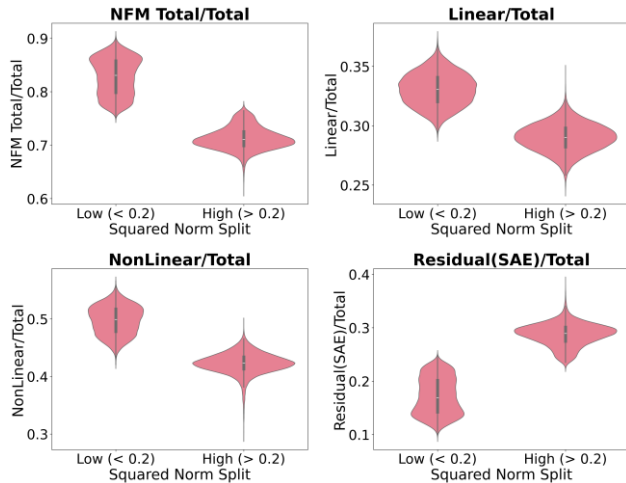 NFM Total/Total
NFM Total/Total
0.9
0.8
0.7
0.6
Low (< 0.2) High (> 0.2)
Squared Norm Split
Linear/Total
Linear/Total
0.35
0.30
0.25
Low (< 0.2) High (> 0.2)
Squared Norm Split
NonLinear/Total
NonLinear/Total
0.5
0.4
0.3
Low (< 0.2) High (> 0.2)
Squared Norm Split
Residual(SAE)/Total
Residual(SAE)/Total
0.4
0.3
0.2
0.1
Low (< 0.2) High (> 0.2)
Squared Norm Split